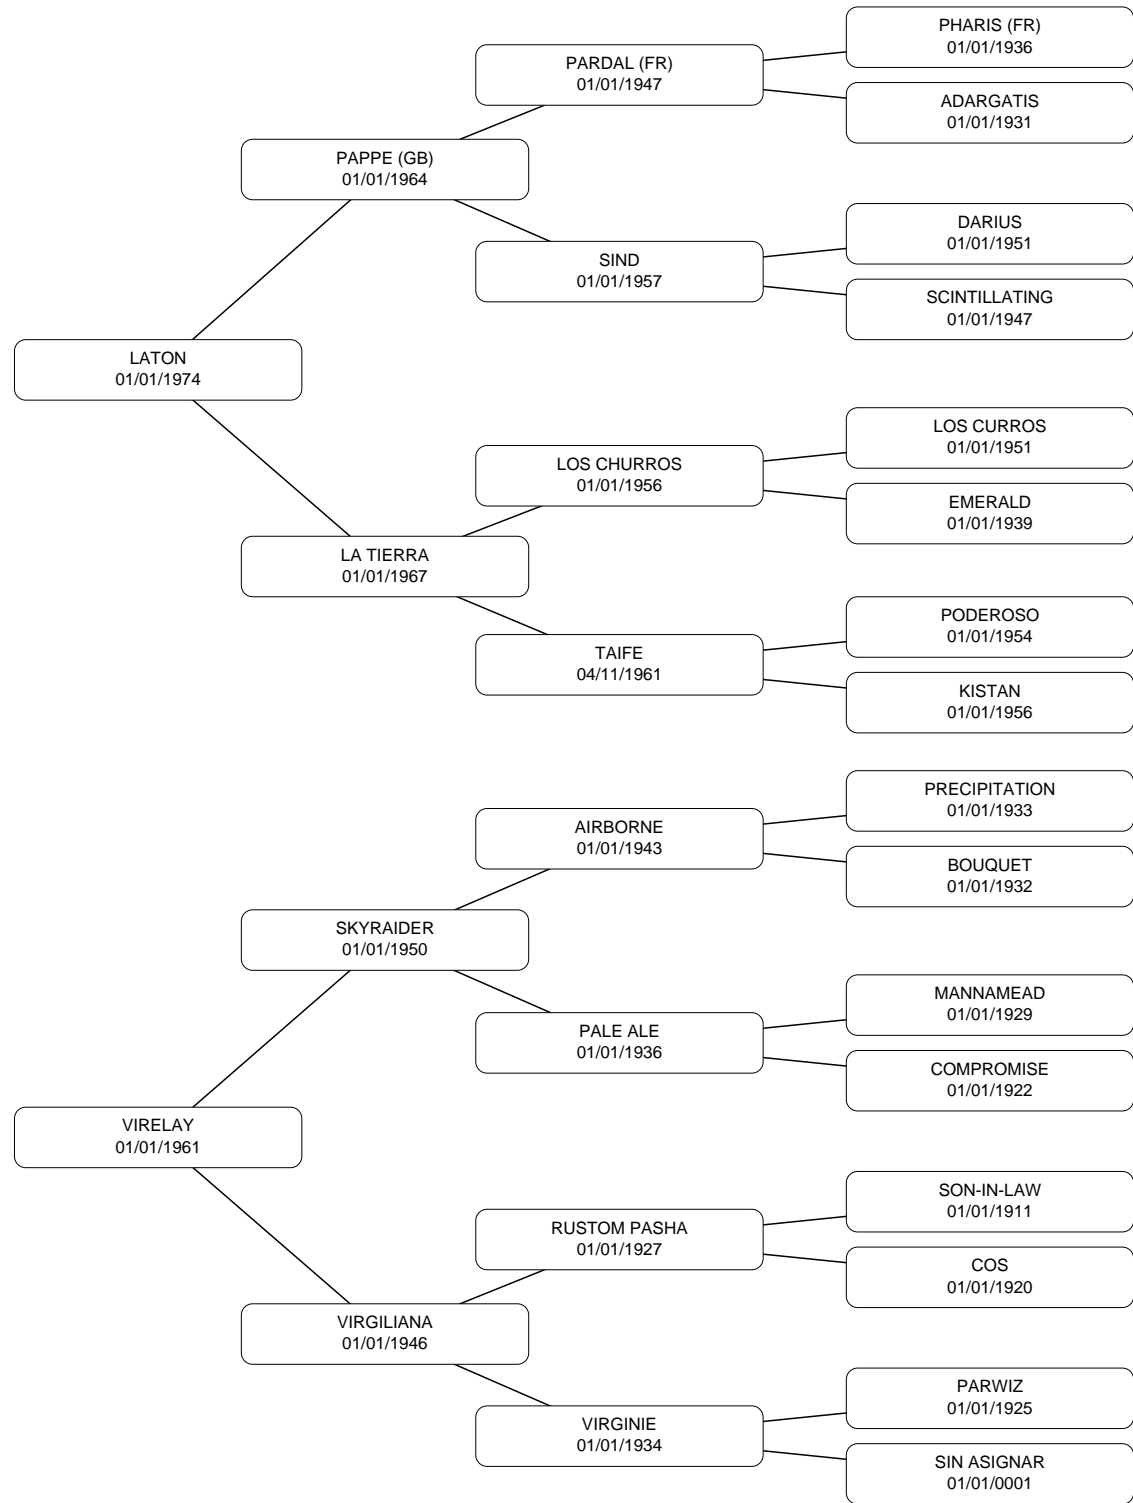 PHARIS (FR)
01/01/1936
PARDAL (FR)
01/01/1947
ADARGATIS
01/01/1931
PAPPE (GB)
01/01/1964
DARIUS
01/01/1951
SIND
01/01/1957
SCINTILLATING
01/01/1947
LATON
01/01/1974
LOS CURROS
01/01/1951
LOS CHURROS
01/01/1956
EMERALD
01/01/1939
LA TIERRA
01/01/1967
PODEROSO
01/01/1954
TAIFE
04/11/1961
KISTAN
01/01/1956
PRECIPITATION
01/01/1933
AIRBORNE
01/01/1943
BOUQUET
01/01/1932
SKYRAIDER
01/01/1950
MANNAMEAD
01/01/1929
PALE ALE
01/01/1936
COMPROMISE
01/01/1922
VIRELAY
01/01/1961
SON-IN-LAW
01/01/1911
RUSTOM PASHA
01/01/1927
COS
01/01/1920
VIRGILIANA
01/01/1946
PARWIZ
01/01/1925
VIRGINIE
01/01/1934
SIN ASIGNAR
01/01/0001